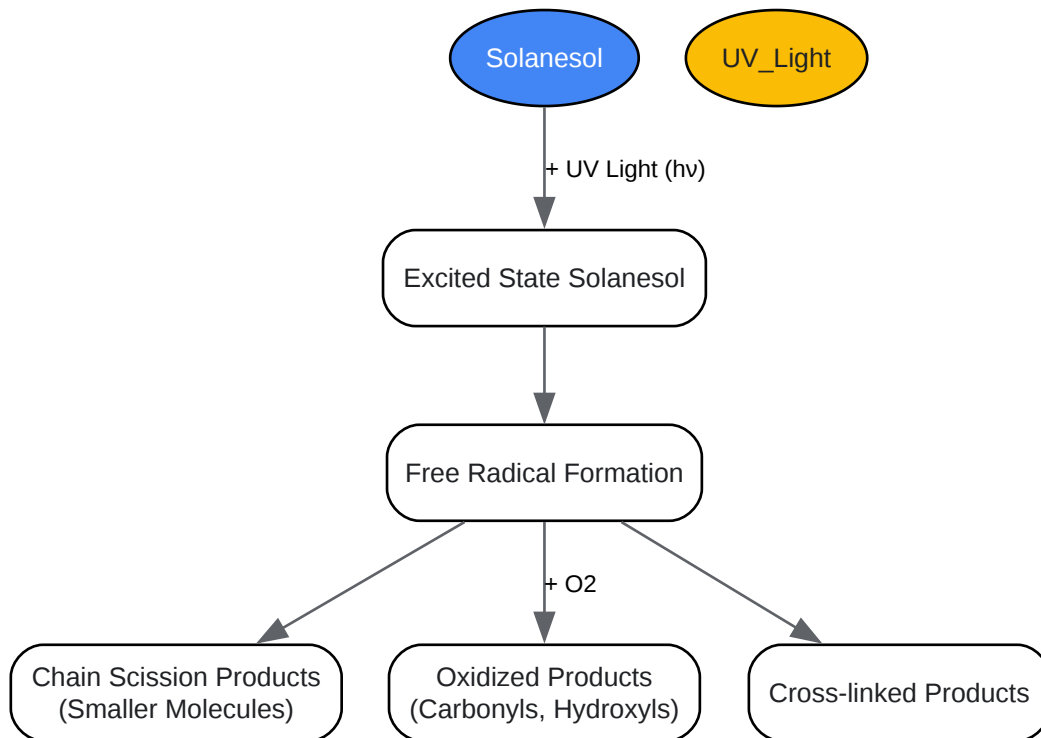 Solanesol
UV_Light
+ UV Light (hν)
Excited State Solanesol
Free Radical Formation
+ O2
Chain Scission Products
(Smaller Molecules)
Oxidized Products
(Carbonyls, Hydroxyls)
Cross-linked Products